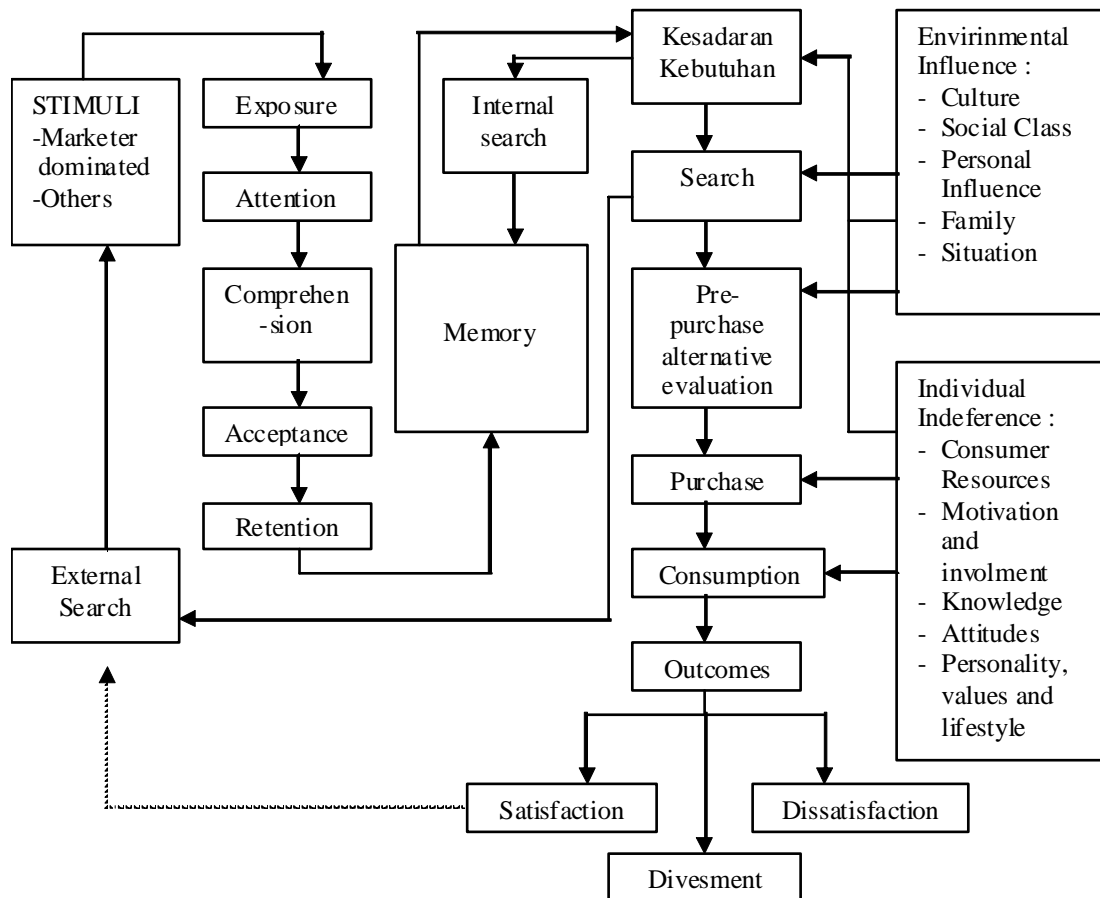 STIMULI
-Marketer
dominated
-Others
Exposure
Attention
Comprehen
-sion
Acceptance
Retention
External
Search
Internal
search
Memory
Kesadaran
Kebutuhan
Search
Pre-
purchase
alternative
evaluation
Purchase
Consumption
Outcomes
Satisfaction
Dissatisfaction
Divesment
Envirinmental
Influence :
- Culture
- Social Class
- Personal
Influence
- Family
- Situation
Individual
Indeference :
- Consumer
Resources
- Motivation
and
involment
- Knowledge
- Attitudes
- Personality,
values and
lifestyle